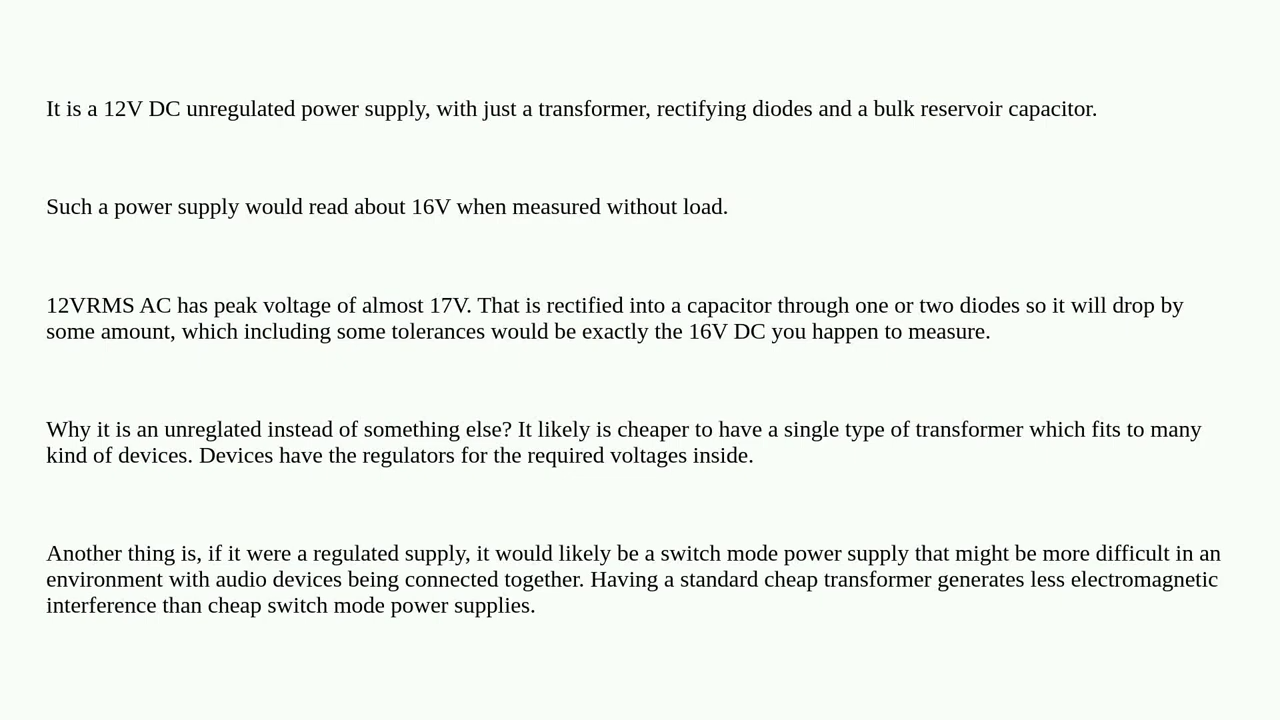 It is a 12V DC unregulated power supply, with just a transformer, rectifying diodes and a bulk reservoir capacitor.
Such a power supply would read about 16V when measured without load.
12VRMS AC has peak voltage of almost 17V. That is rectified into a capacitor through one or two diodes so it will drop by
some amount, which including some tolerances would be exactly the 16V DC you happen to measure.
Why it is an unreglated instead of something else? It likely is cheaper to have a single type of transformer which fits to many
kind of devices. Devices have the regulators for the required voltages inside.
Another thing is, if it were a regulated supply, it would likely be a switch mode power supply that might be more difficult in an
environment with audio devices being connected together. Having a standard cheap transformer generates less electromagnetic
interference than cheap switch mode power supplies.